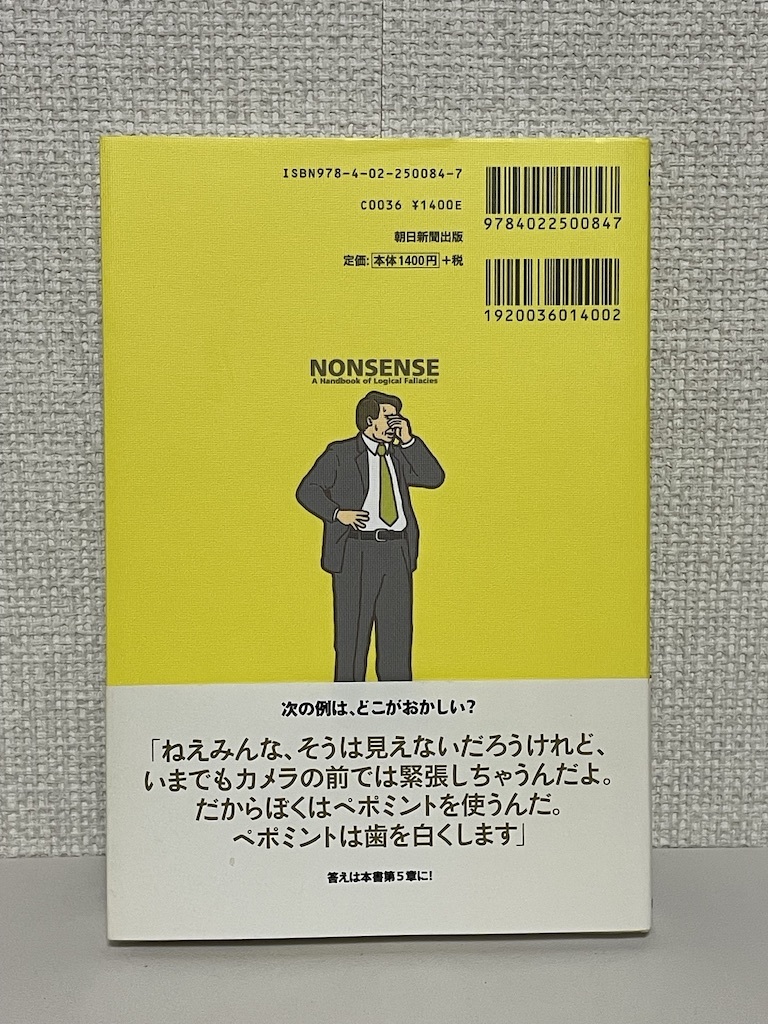 ISBN978-4-02-250084-7
C0036 ¥1400E
朝日新聞出版
定価: 本体1400円 +税
9784022500847
1920036014002
NONSENSE
A Handbook of Logical Fallacies
次の例は、どこがおかしい?
「ねえみんな、そうは見えないだろうけれど、
いまでもカメラの前では緊張しちゃうんだよ。
だからぼくはペポミントを使うんだ。
ペポミントは歯を白くします」
答えは本書第5章に!